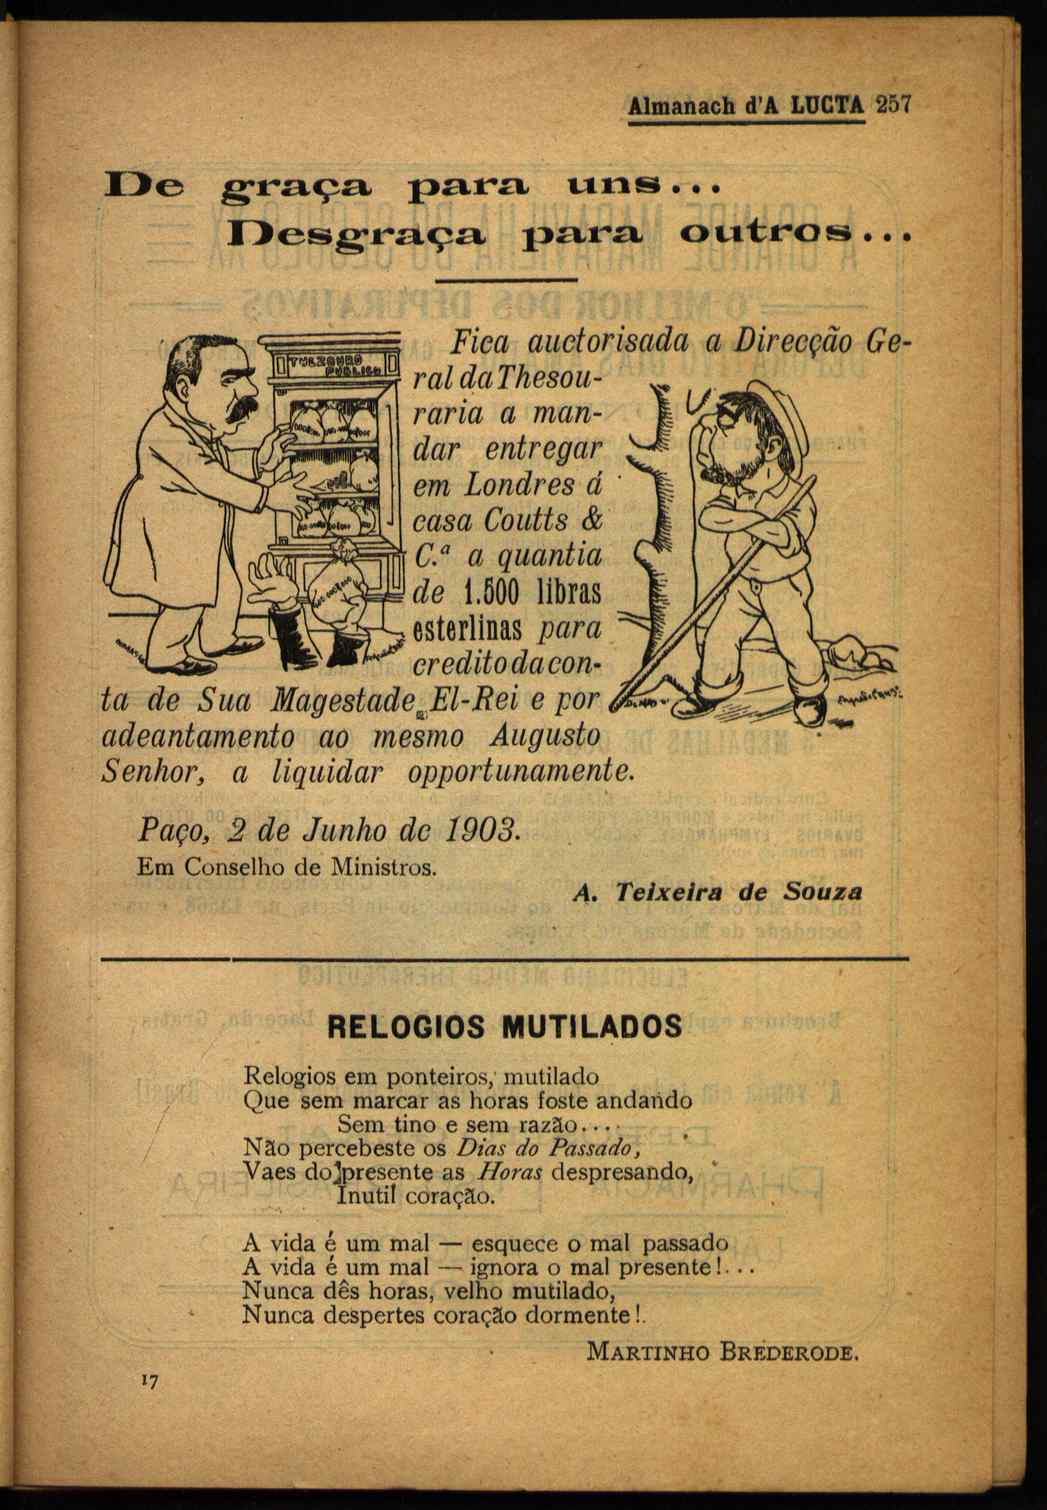 Almanach d'A LUCTA 257
De graça para uns...
Desgraça para outros...
Fica auctorisada a Direcção Ge-
ral da Thesou-
raria a man-
dar entregar
em Londres á
casa Coutts &
C.ª a quantia
de 1.500 libras
esterlinas para
credito da con-
ta de Sua Magestade El-Rei e por
adeantamento ao mesmo Augusto
Senhor, a liquidar opportunamente.
PUBLICO
Paço, 2 de Junho de 1903.
Em Conselho de Ministros.
A. Teixeira de Souza
RELOGIOS MUTILADOS
Relogios em ponteiros, mutilado
Que sem marcar as horas foste andando
Sem tino e sem razão...
Não percebeste os Dias do Passado,
Vaes do presente as Horas despresando,
Inutil coração.
A vida é um mal — esquece o mal passado
A vida é um mal — ignora o mal presente!...
Nunca dês horas, velho mutilado,
Nunca despertes coração dormente!
MARTINHO BREDERODE.
17